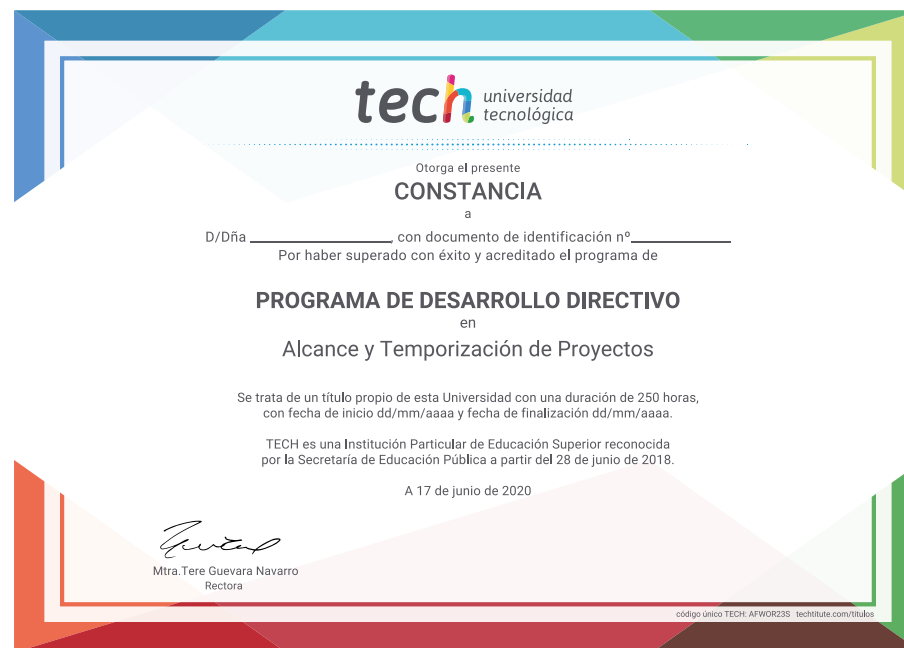 tech universidad
tecnológica
Otorga el presente
CONSTANCIA
a
D/Dña ____________________, con documento de identificación nº______________
Por haber superado con éxito y acreditado el programa de
PROGRAMA DE DESARROLLO DIRECTIVO
en
Alcance y Temporización de Proyectos
Se trata de un título propio de esta Universidad con una duración de 250 horas,
con fecha de inicio dd/mm/aaaa y fecha de finalización dd/mm/aaaa.
TECH es una Institución Particular de Educación Superior reconocida
por la Secretaría de Educación Pública a partir del 28 de junio de 2018.
A 17 de junio de 2020
Mtra.Tere Guevara Navarro
Rectora
código único TECH: AFWOR23S techtitute.com/titulos